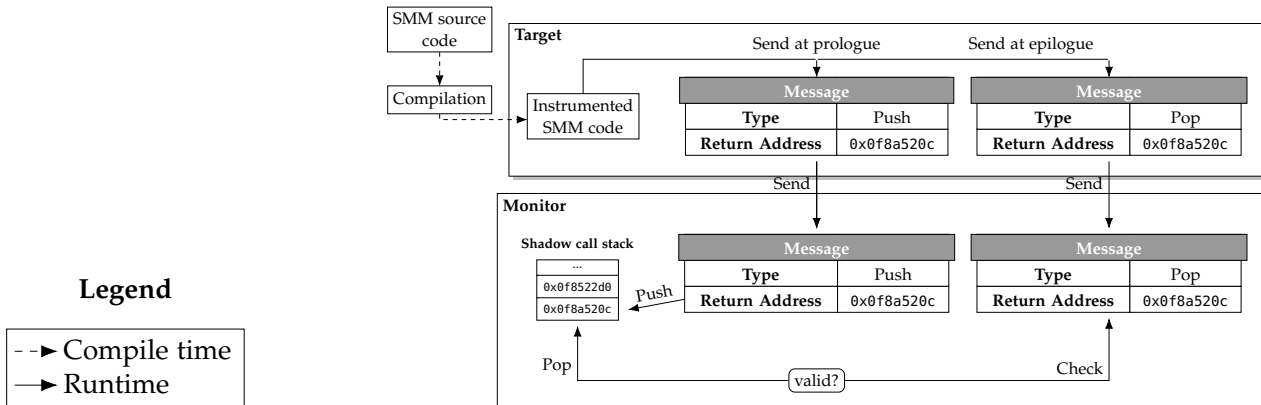 SMM source
code
Compilation
Target
Instrumented
SMM code
Send at prologue
Send at epilogue
Message
Type Push
Return Address 0x0f8a520c
Message
Type Pop
Return Address 0x0f8a520c
Send
Send
Monitor
Shadow call stack
...
0x0f8522d0
0x0f8a520c
Push
Message
Type Push
Return Address 0x0f8a520c
Message
Type Pop
Return Address 0x0f8a520c
Pop
valid?
Check
Legend
Compile time
Runtime